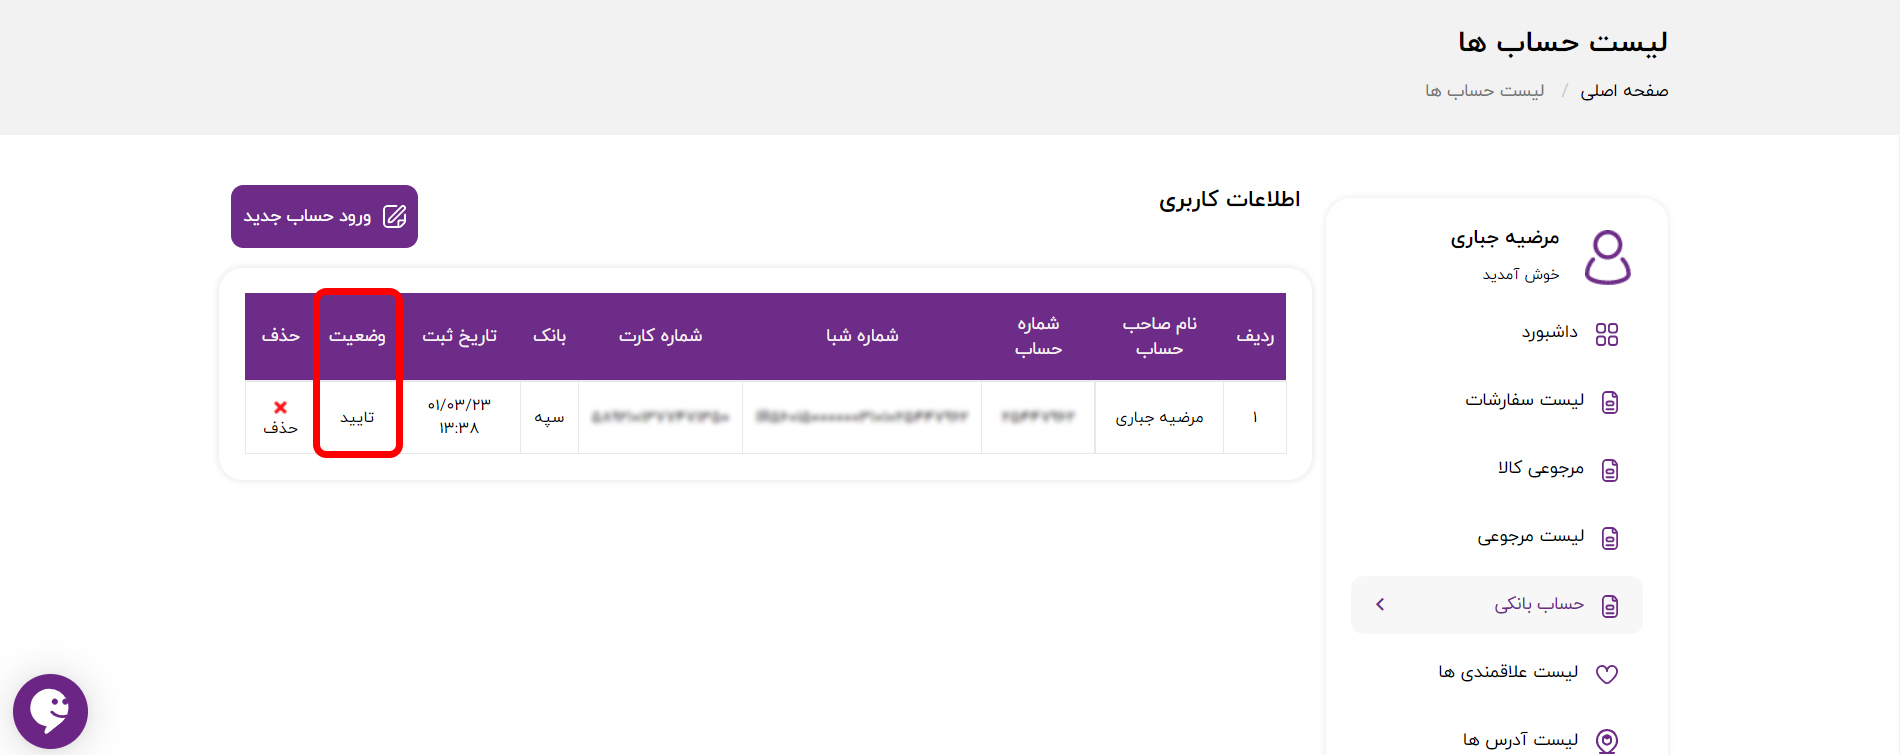 لیست حساب ها
صفحه اصلی / لیست حساب ها
مرضیه جباری
خوش آمدید
داشبورد
لیست سفارشات
مرجوعی کالا
لیست مرجوعی
حساب بانکی
لیست علاقمندی ها
لیست آدرس ها
اطلاعات کاربری
ورود حساب جدید
ردیف
نام صاحب
حساب
شماره
حساب
شماره شبا
شماره کارت
بانک
تاریخ ثبت
وضعیت
حذف
۱
مرضیه جباری
سپه
۰۱/۰۳/۲۳
۱۳:۳۸
تایید
حذف